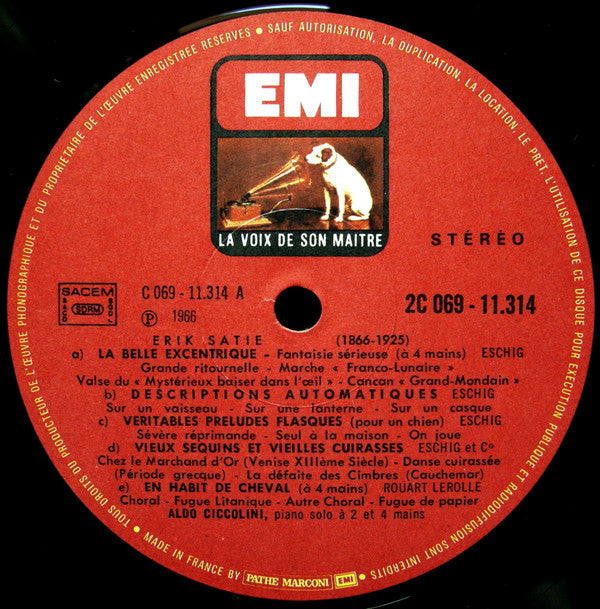 TOUS DROITS DU PRODUCTEUR DE L'ŒUVRE PHONOGRAPHIQUE ET DU PROPRIETAIRE DE L'ŒUVRE ENREGISTREE RESERVES • SAUF AUTORISATION, LA DUPLICATION, LA LOCATION, LE PRET, L'UTILISATION DE CE DISQUE POUR EXECUTION PUBLIQUE ET RADIODIFFUSION SONT INTERDITS •
EMI
LA VOIX DE SON MAITRE
STÉRÉO
SACEM
SACD SDRM SGDL
C 069 - 11.314 A
2C 069 - 11.314
Ⓟ 1966
ERIK SATIE (1866-1925)
a) LA BELLE EXCENTRIQUE - Fantaisie sérieuse (à 4 mains) ESCHIG
Grande ritournelle - Marche « Franco-Lunaire »
Valse du « Mystérieux baiser dans l'œil » - Cancan « Grand-Mondain »
b) DESCRIPTIONS AUTOMATIQUES ESCHIG
Sur un vaisseau - Sur une lanterne - Sur un casque
c) VERITABLES PRELUDES FLASQUES (pour un chien) ESCHIG
Sévère réprimande - Seul à la maison - On joue
d) VIEUX SEQUINS ET VIEILLES CUIRASSES ESCHIG et Cº
Chez le Marchand d'Or (Venise XIIIème Siècle) - Danse cuirassée
(Période grecque) - La défaite des Cimbres (Cauchemar)
e) EN HABIT DE CHEVAL (à 4 mains) ROUART LEROLLE
Choral - Fugue Litanique - Autre Choral - Fugue de papier
ALDO CICCOLINI, piano solo à 2 et 4 mains
• MADE IN FRANCE BY PATHE MARCONI EMI